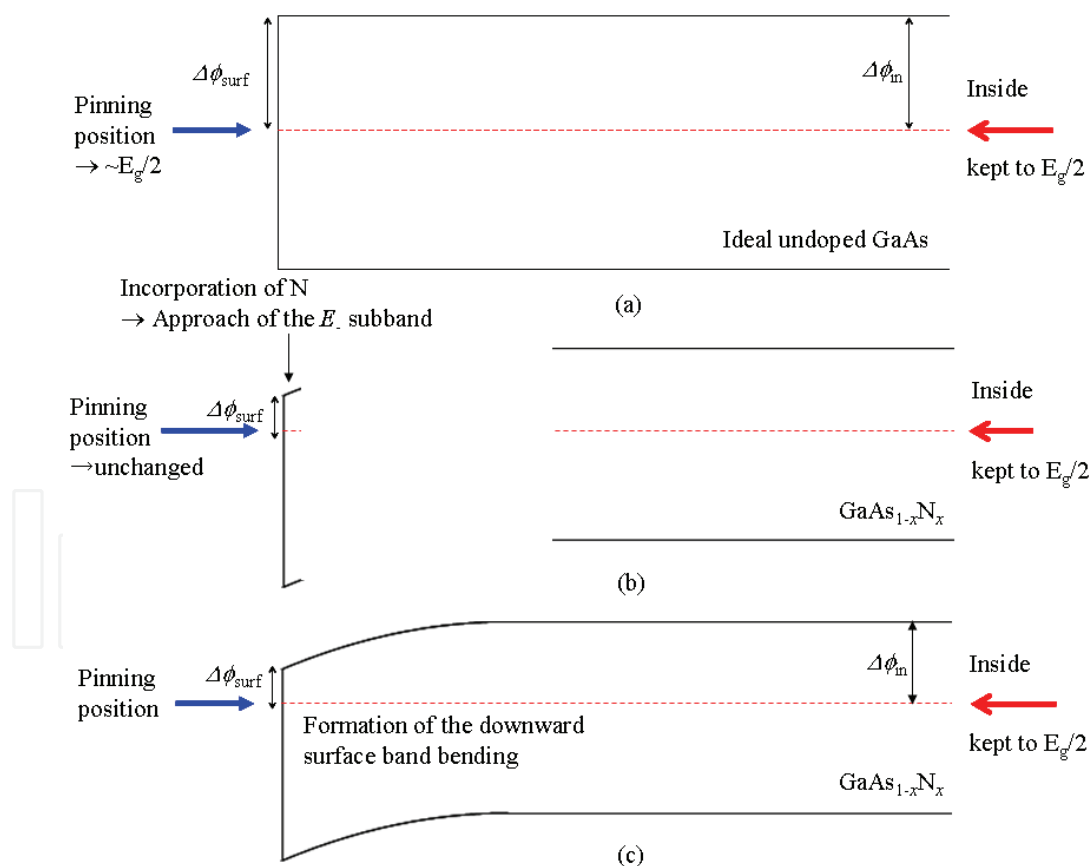 Δϕsurf
Δϕin
Pinning
position
→ ~Eg/2
Inside
kept to Eg/2
Ideal undoped GaAs
(a)
Incorporation of N
→ Approach of the E- subband
Δϕsurf
Pinning
position
→unchanged
Inside
kept to Eg/2
GaAs1-xNx
(b)
Δϕsurf
Δϕin
Pinning
position
Inside
kept to Eg/2
Formation of the downward
surface band bending
GaAs1-xNx
(c)